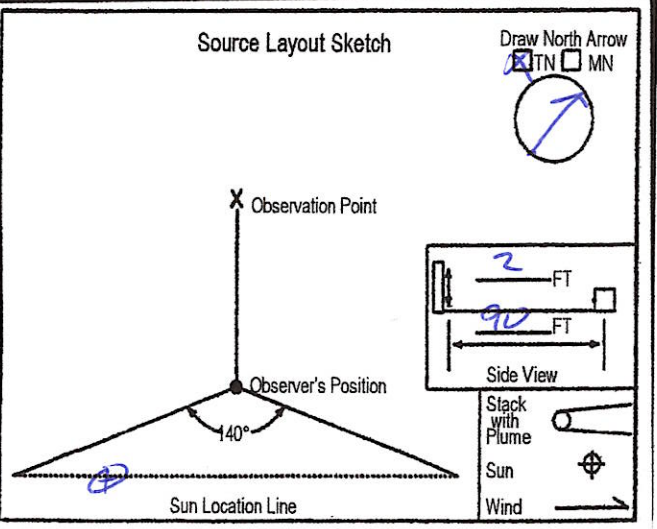 Source Layout Sketch
Draw North Arrow
TN MN
X Observation Point
2 FT
90 FT
Side View
Observer's Position
140°
Stack
with
Plume
Sun
Wind
Sun Location Line